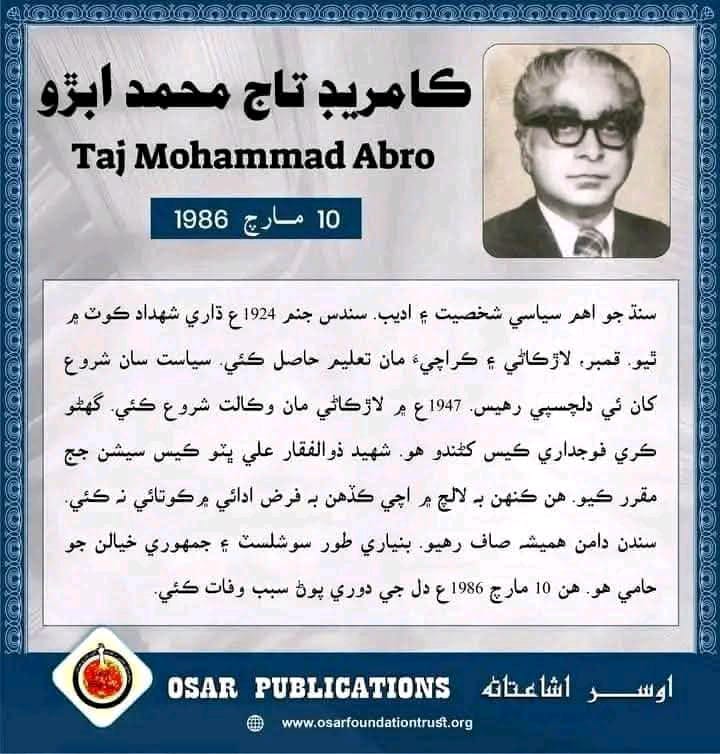 ڪامريڊ تاج محمد ابڙو
Taj Mohammad Abro
10 مارچ 1986
سنڌ جو اهم سياسي شخصيت ۽ اديب. سندس جنم 1924ع ڌاري شهداد ڪوٽ ۾
ٿيو. قمبر، لاڙڪاڻي ۽ ڪراچيءَ مان تعليم حاصل ڪئي. سياست سان شروع
کان ئي دلچسپي رهيس. 1947ع ۾ لاڙڪاڻي مان وڪالت شروع ڪئي. گهڻو
ڪري فوجداري ڪيس کڻندو هو. شهيد ذوالفقار علي ڀٽو کيس سيشن جج
مقرر ڪيو. هن ڪنهن به لالچ ۾ اچي ڪڏهن به فرض ادائي ۾ ڪوتائي نه ڪئي.
سندن دامن هميشه صاف رهيو. بنياري طور سوشلسٽ ۽ جمهوري خيالن جو
حامي هو. هن 10 مارچ 1986ع دل جي دوري پوڻ سبب وفات ڪئي.
OSAR PUBLICATIONS اوسر اشاعتاڻه
www.osarfoundationtrust.org